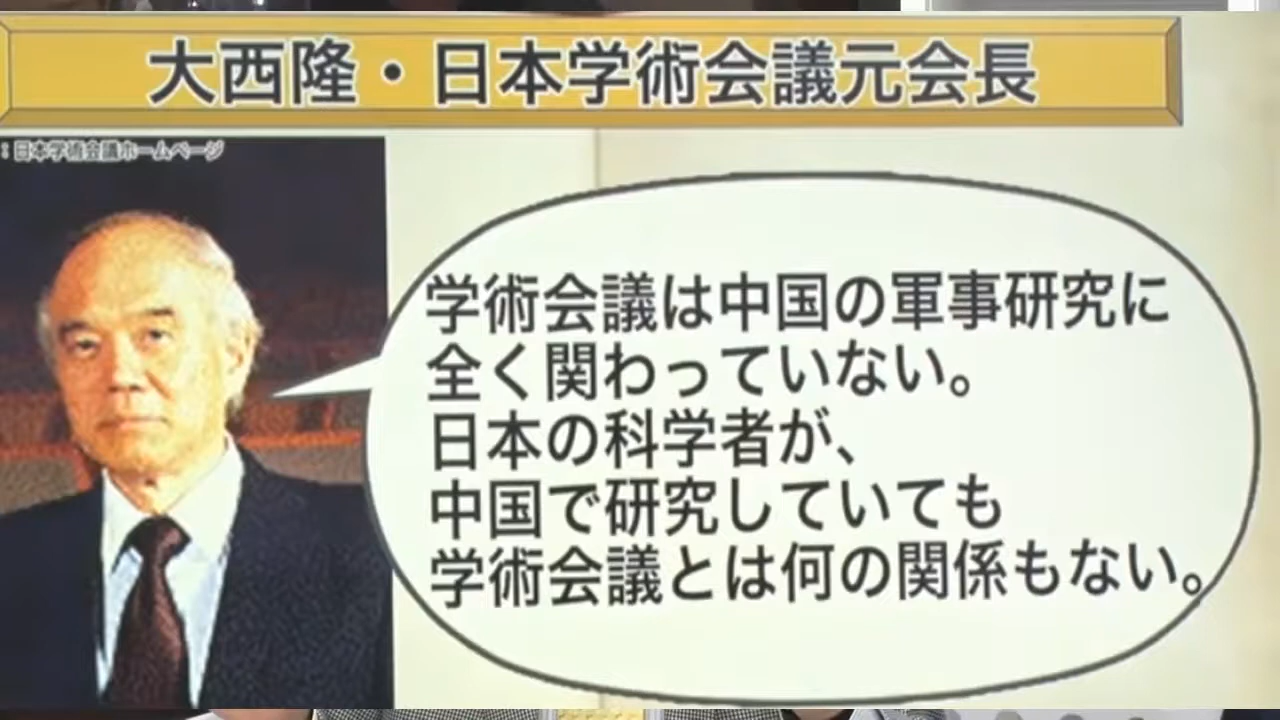 大西隆・日本学術会議元会長
：日本学術会議ホームページ
学術会議は中国の軍事研究に
全く関わっていない。
日本の科学者が、
中国で研究していても
学術会議とは何の関係もない。